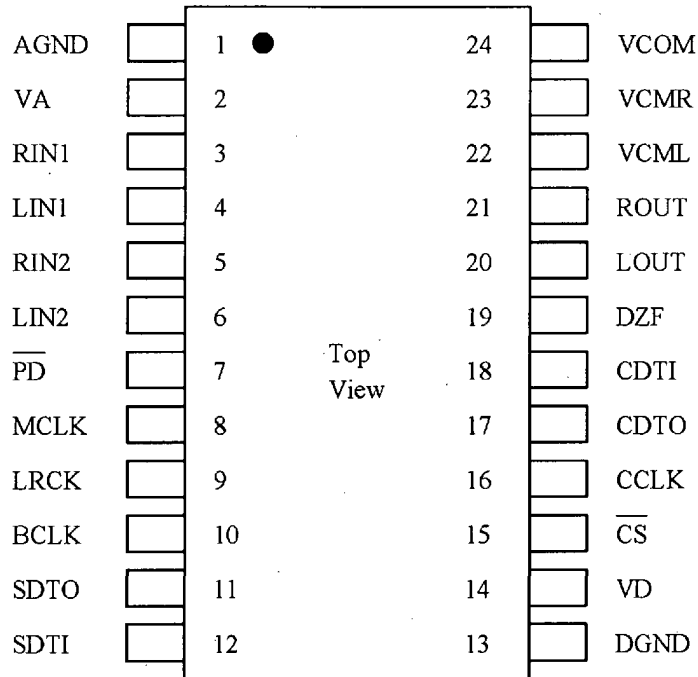 AGND 1 24 VCOM
VA 2 23 VCMR
RIN1 3 22 VCML
LIN1 4 21 ROUT
RIN2 5 20 LOUT
LIN2 6 19 DZF
PD 7 Top 18 CDTI
View
MCLK 8 17 CDTO
LRCK 9 16 CCLK
BCLK 10 15 CS
SDTO 11 14 VD
SDTI 12 13 DGND